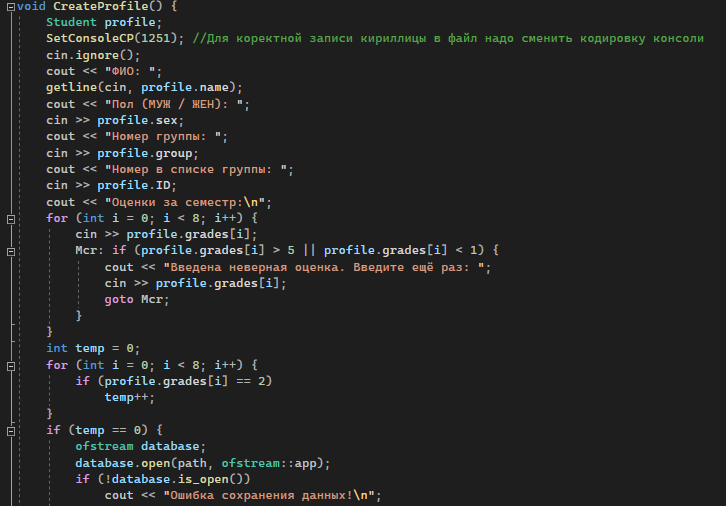 void CreateProfile() {
Student profile;
SetConsoleCP(1251); //Для коректной записи кириллицы в файл надо сменить кодировку консоли
cin.ignore();
cout << "ФИО: ";
getline(cin, profile.name);
cout << "Пол (МУЖ / ЖЕН): ";
cin >> profile.sex;
cout << "Номер группы: ";
cin >> profile.group;
cout << "Номер в списке группы: ";
cin >> profile.ID;
cout << "Оценки за семестр:\n";
for (int i = 0; i < 8; i++) {
cin >> profile.grades[i];
Mcr: if (profile.grades[i] > 5 || profile.grades[i] < 1) {
cout << "Введена неверная оценка. Введите ещё раз: ";
cin >> profile.grades[i];
goto Mcr;
}
}
int temp = 0;
for (int i = 0; i < 8; i++) {
if (profile.grades[i] == 2)
temp++;
}
if (temp == 0) {
ofstream database;
database.open(path, ofstream::app);
if (!database.is_open())
cout << "Ошибка сохранения данных!\n";